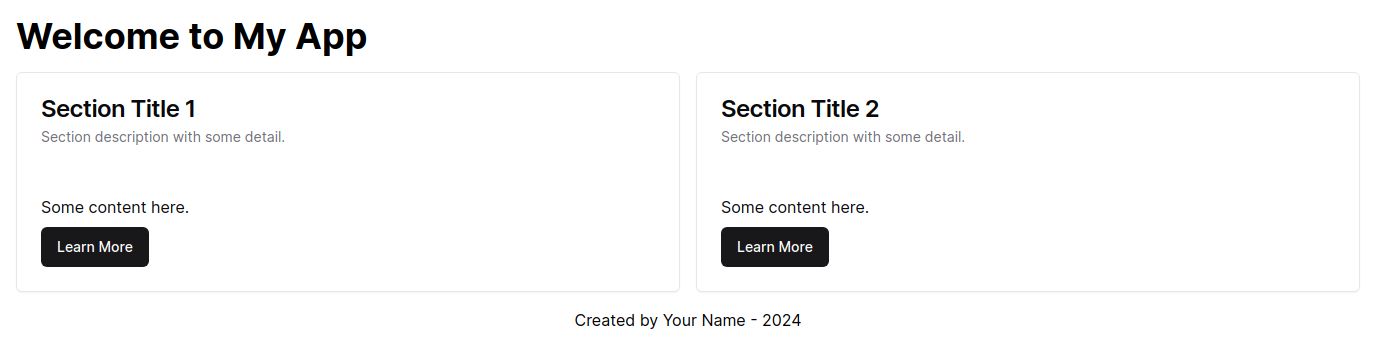 Welcome to My App
Section Title 1
Section description with some detail.
Some content here.
Learn More
Section Title 2
Section description with some detail.
Some content here.
Learn More
Created by Your Name - 2024